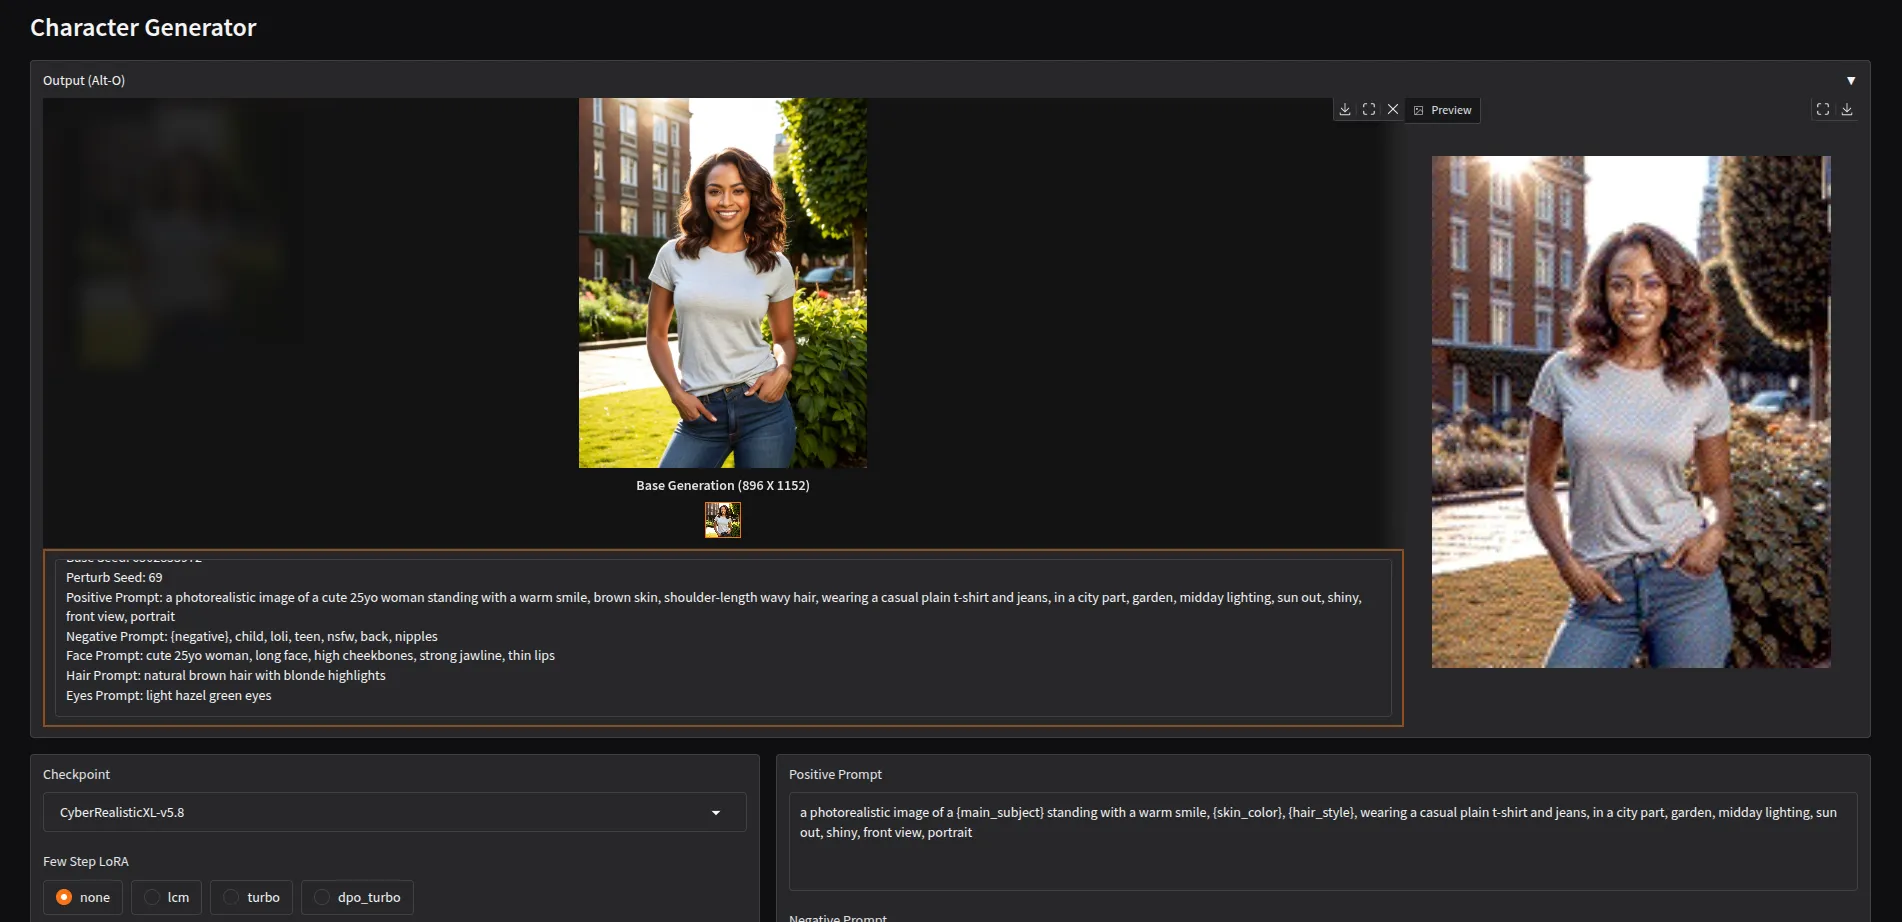 Character Generator
Output (Alt-O)
Preview
Base Generation (896 X 1152)
Perturb Seed: 69
Positive Prompt: a photorealistic image of a cute 25yo woman standing with a warm smile, brown skin, shoulder-length wavy hair, wearing a casual plain t-shirt and jeans, in a city part, garden, midday lighting, sun out, shiny,
front view, portrait
Negative Prompt: {negative}, child, loli, teen, nsfw, back, nipples
Face Prompt: cute 25yo woman, long face, high cheekbones, strong jawline, thin lips
Hair Prompt: natural brown hair with blonde highlights
Eyes Prompt: light hazel green eyes
Checkpoint
CyberRealisticXL-v5.8
Few Step LoRA
none lcm turbo dpo_turbo
Positive Prompt
a photorealistic image of a {main_subject} standing with a warm smile, {skin_color}, {hair_style}, wearing a casual plain t-shirt and jeans, in a city part, garden, midday lighting, sun
out, shiny, front view, portrait
Negative Prompt